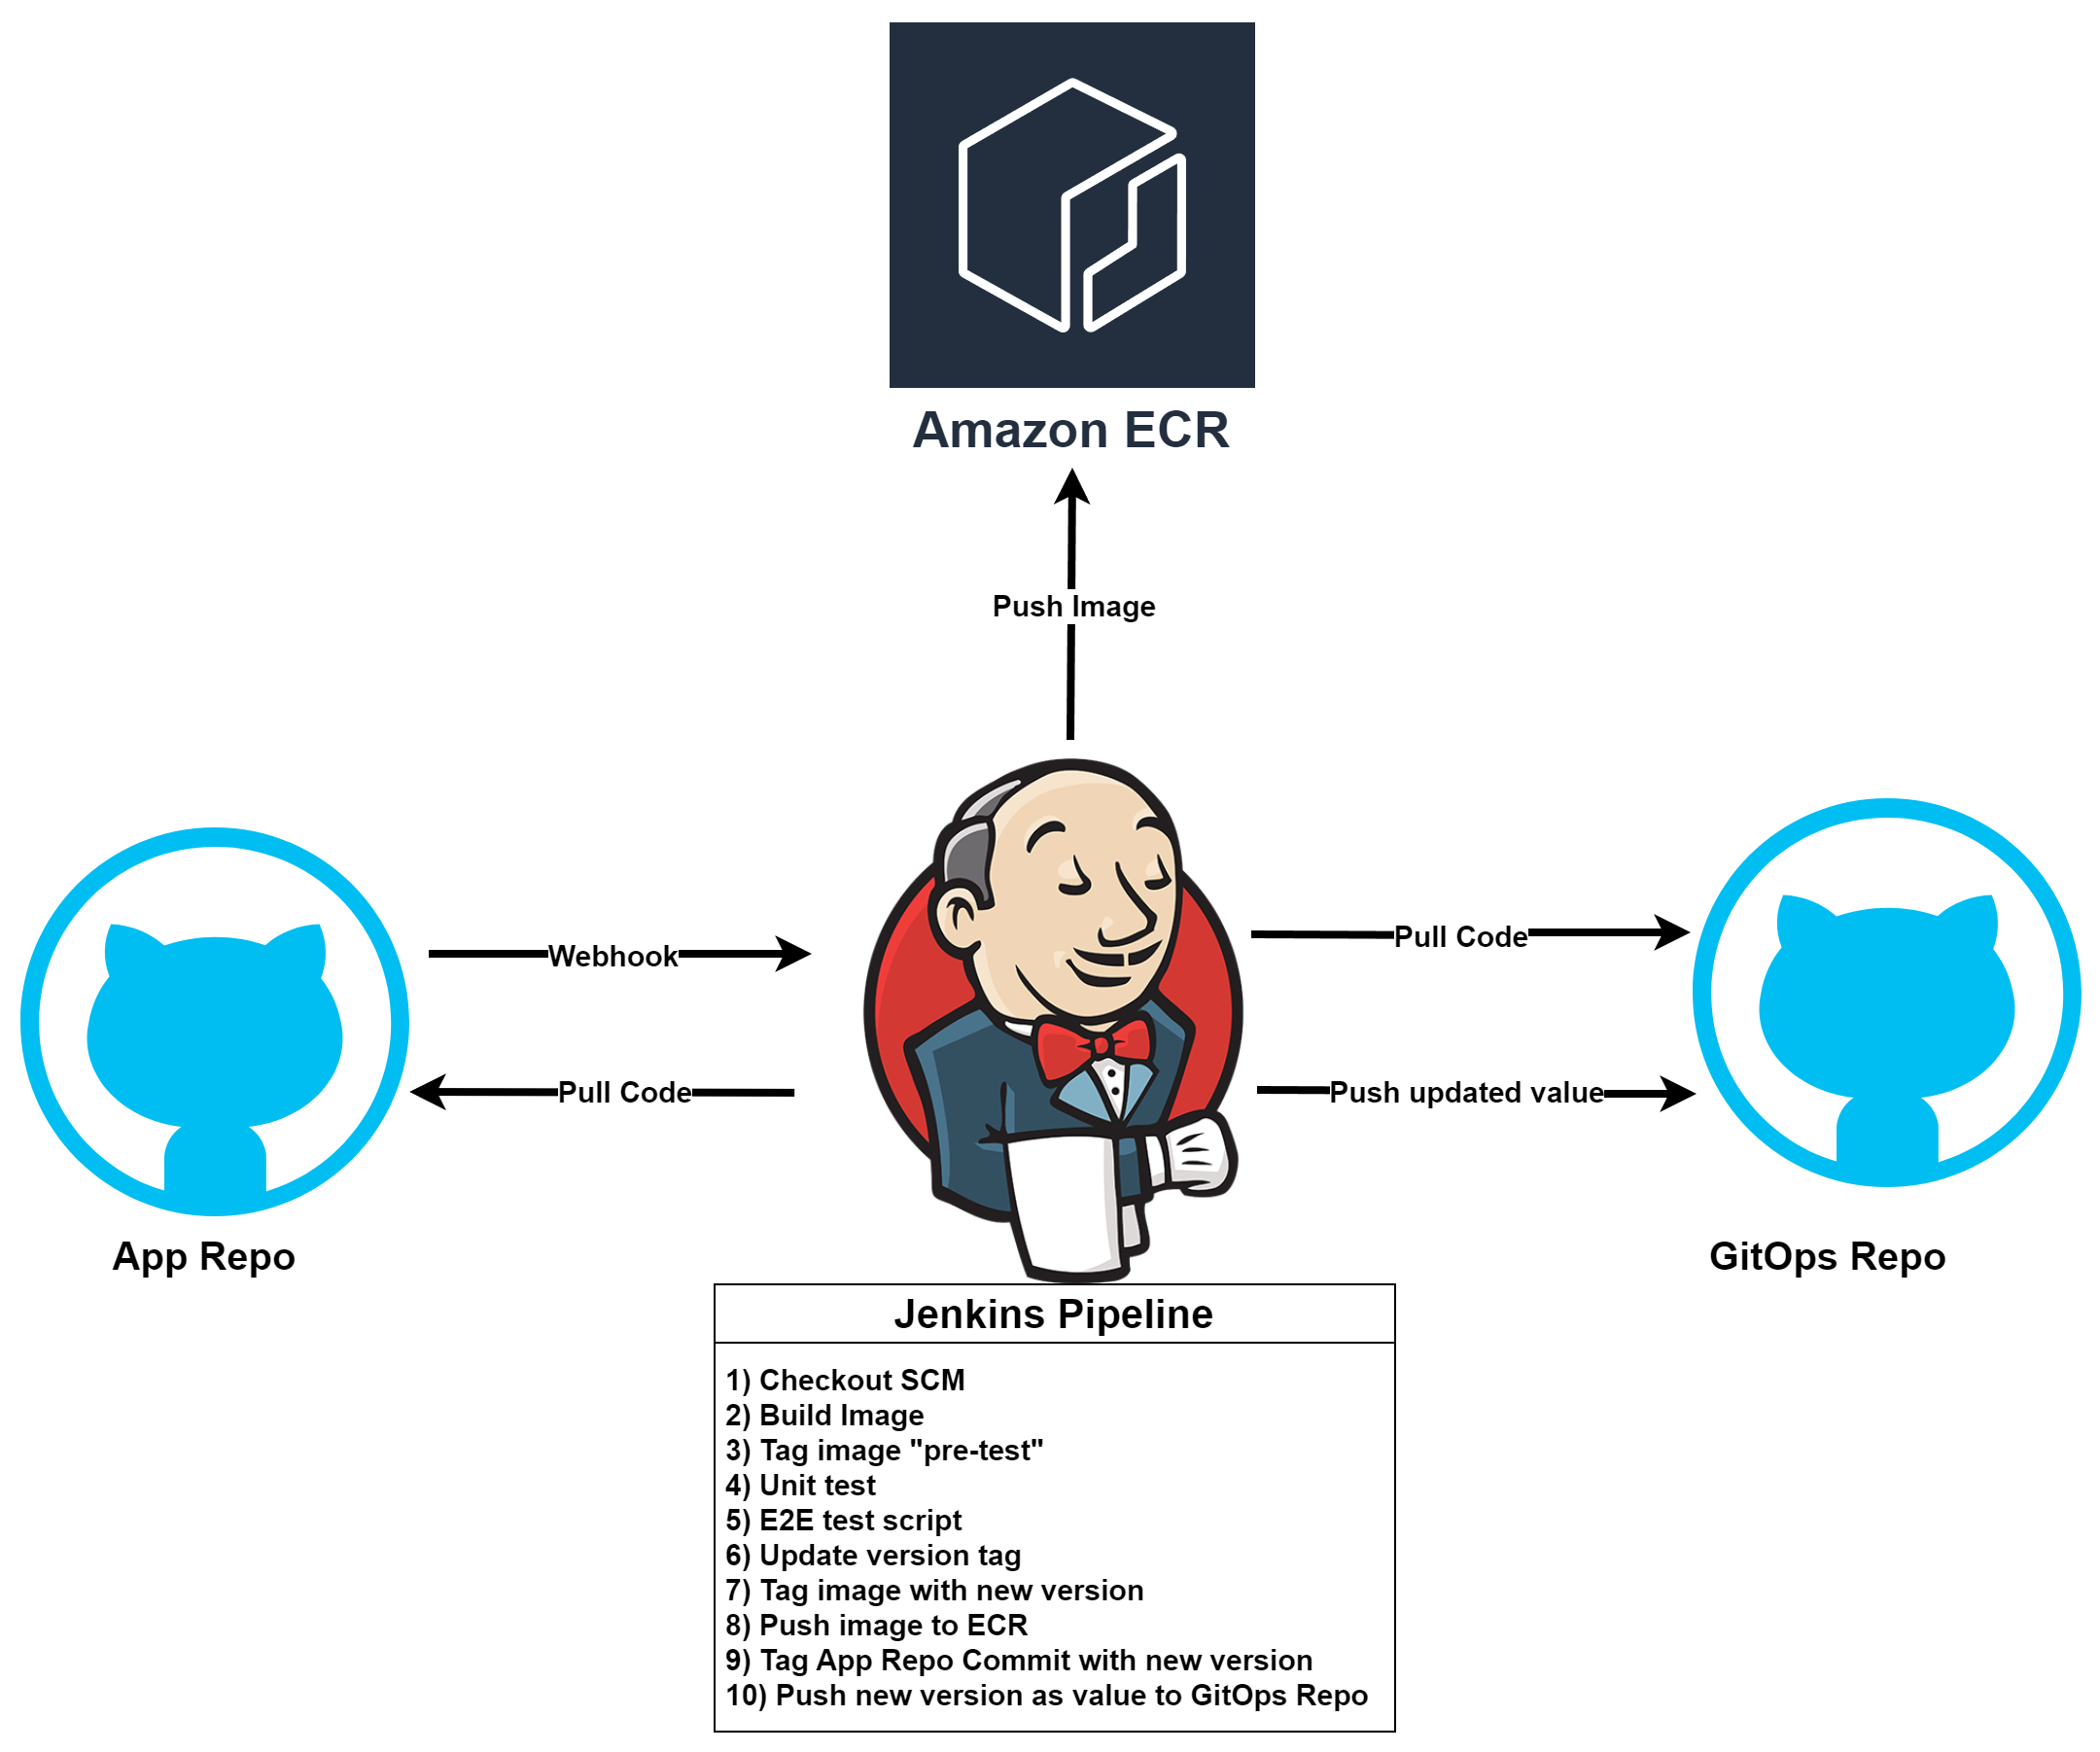 Amazon ECR
Push Image
Webhook
Pull Code
Pull Code
Push updated value
App Repo
GitOps Repo
Jenkins Pipeline
1) Checkout SCM
2) Build Image
3) Tag image "pre-test"
4) Unit test
5) E2E test script
6) Update version tag
7) Tag image with new version
8) Push image to ECR
9) Tag App Repo Commit with new version
10) Push new version as value to GitOps Repo